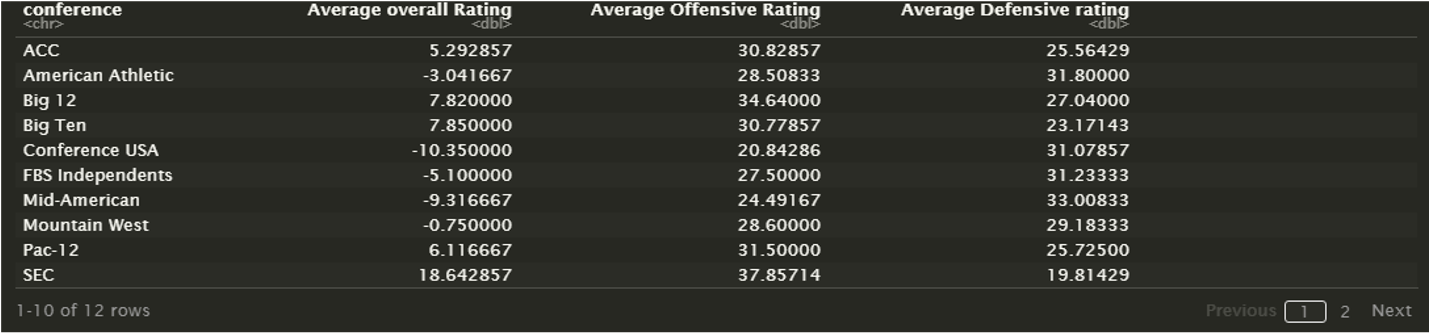 conference Average overall Rating Average Offensive Rating Average Defensive rating
<chr> <dbl> <dbl> <dbl>
ACC 5.292857 30.82857 25.56429
American Athletic -3.041667 28.50833 31.80000
Big 12 7.820000 34.64000 27.04000
Big Ten 7.850000 30.77857 23.17143
Conference USA -10.350000 20.84286 31.07857
FBS Independents -5.100000 27.50000 31.23333
Mid-American -9.316667 24.49167 33.00833
Mountain West -0.750000 28.60000 29.18333
Pac-12 6.116667 31.50000 25.72500
SEC 18.642857 37.85714 19.81429
1-10 of 12 rows Previous 1 2 Next